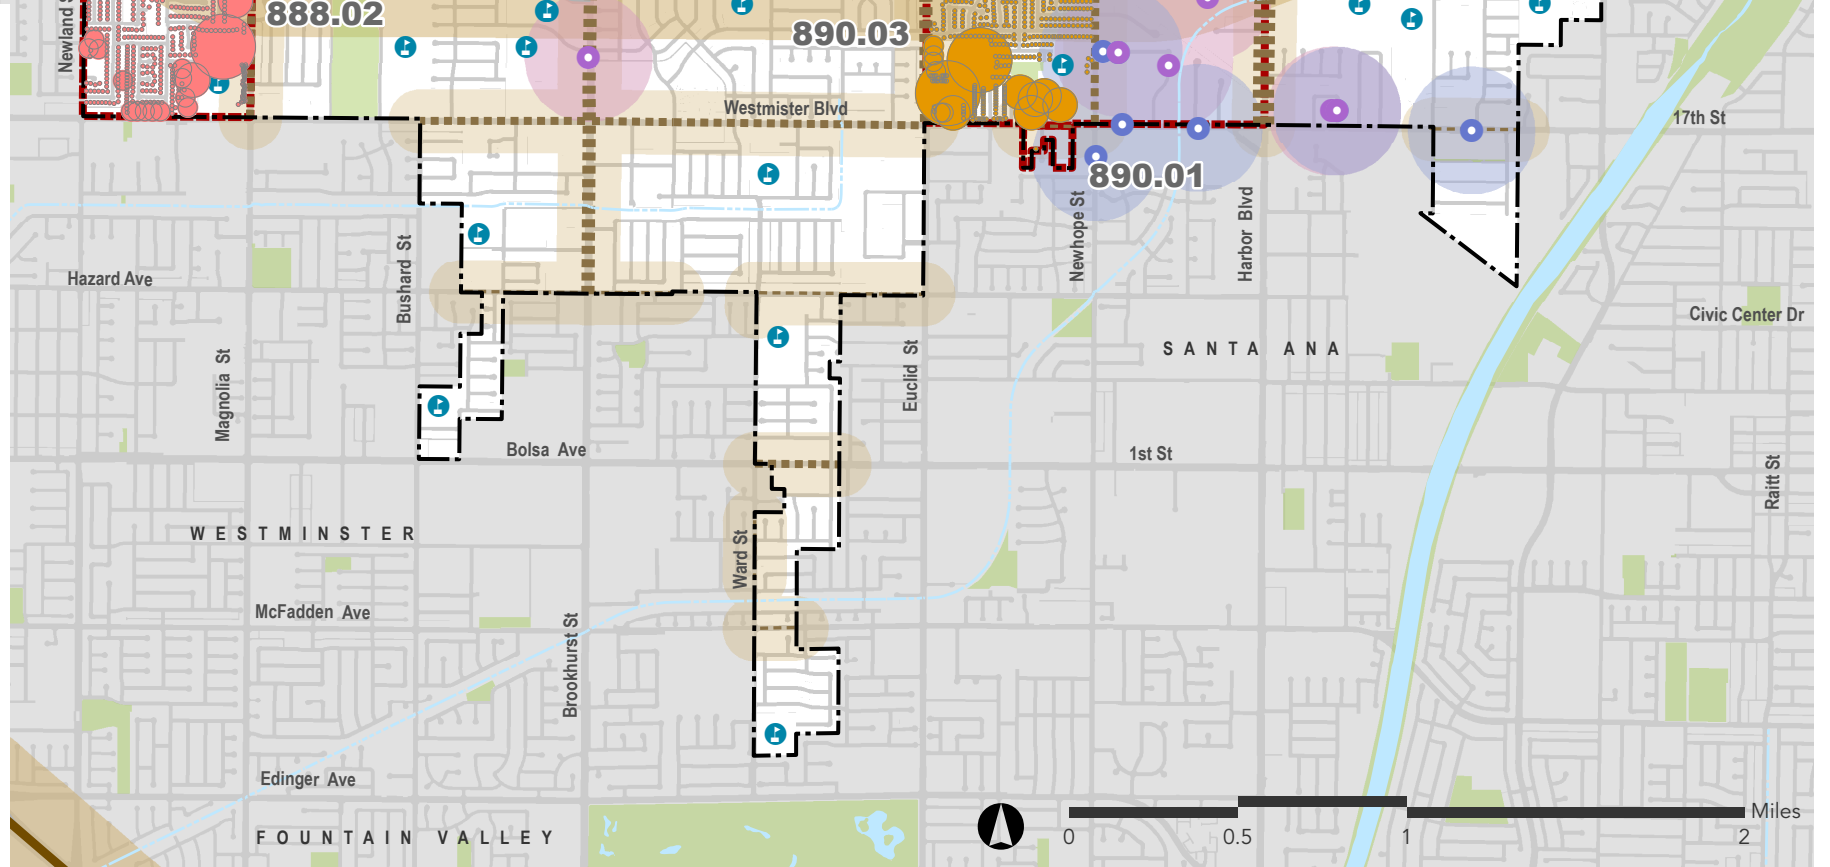 888.02
890.03
Newland S
Westmister Blvd
17th St
890.01
Newhope St
Harbor Blvd
Bushard St
Hazard Ave
Civic Center Dr
SANTA ANA
Magnolia St
Euclid St
Bolsa Ave
1st St
Raitt St
WESTMINSTER
Ward St
McFadden Ave
Brookhurst St
Edinger Ave
FOUNTAIN VALLEY
Miles
0 0.5 1 2